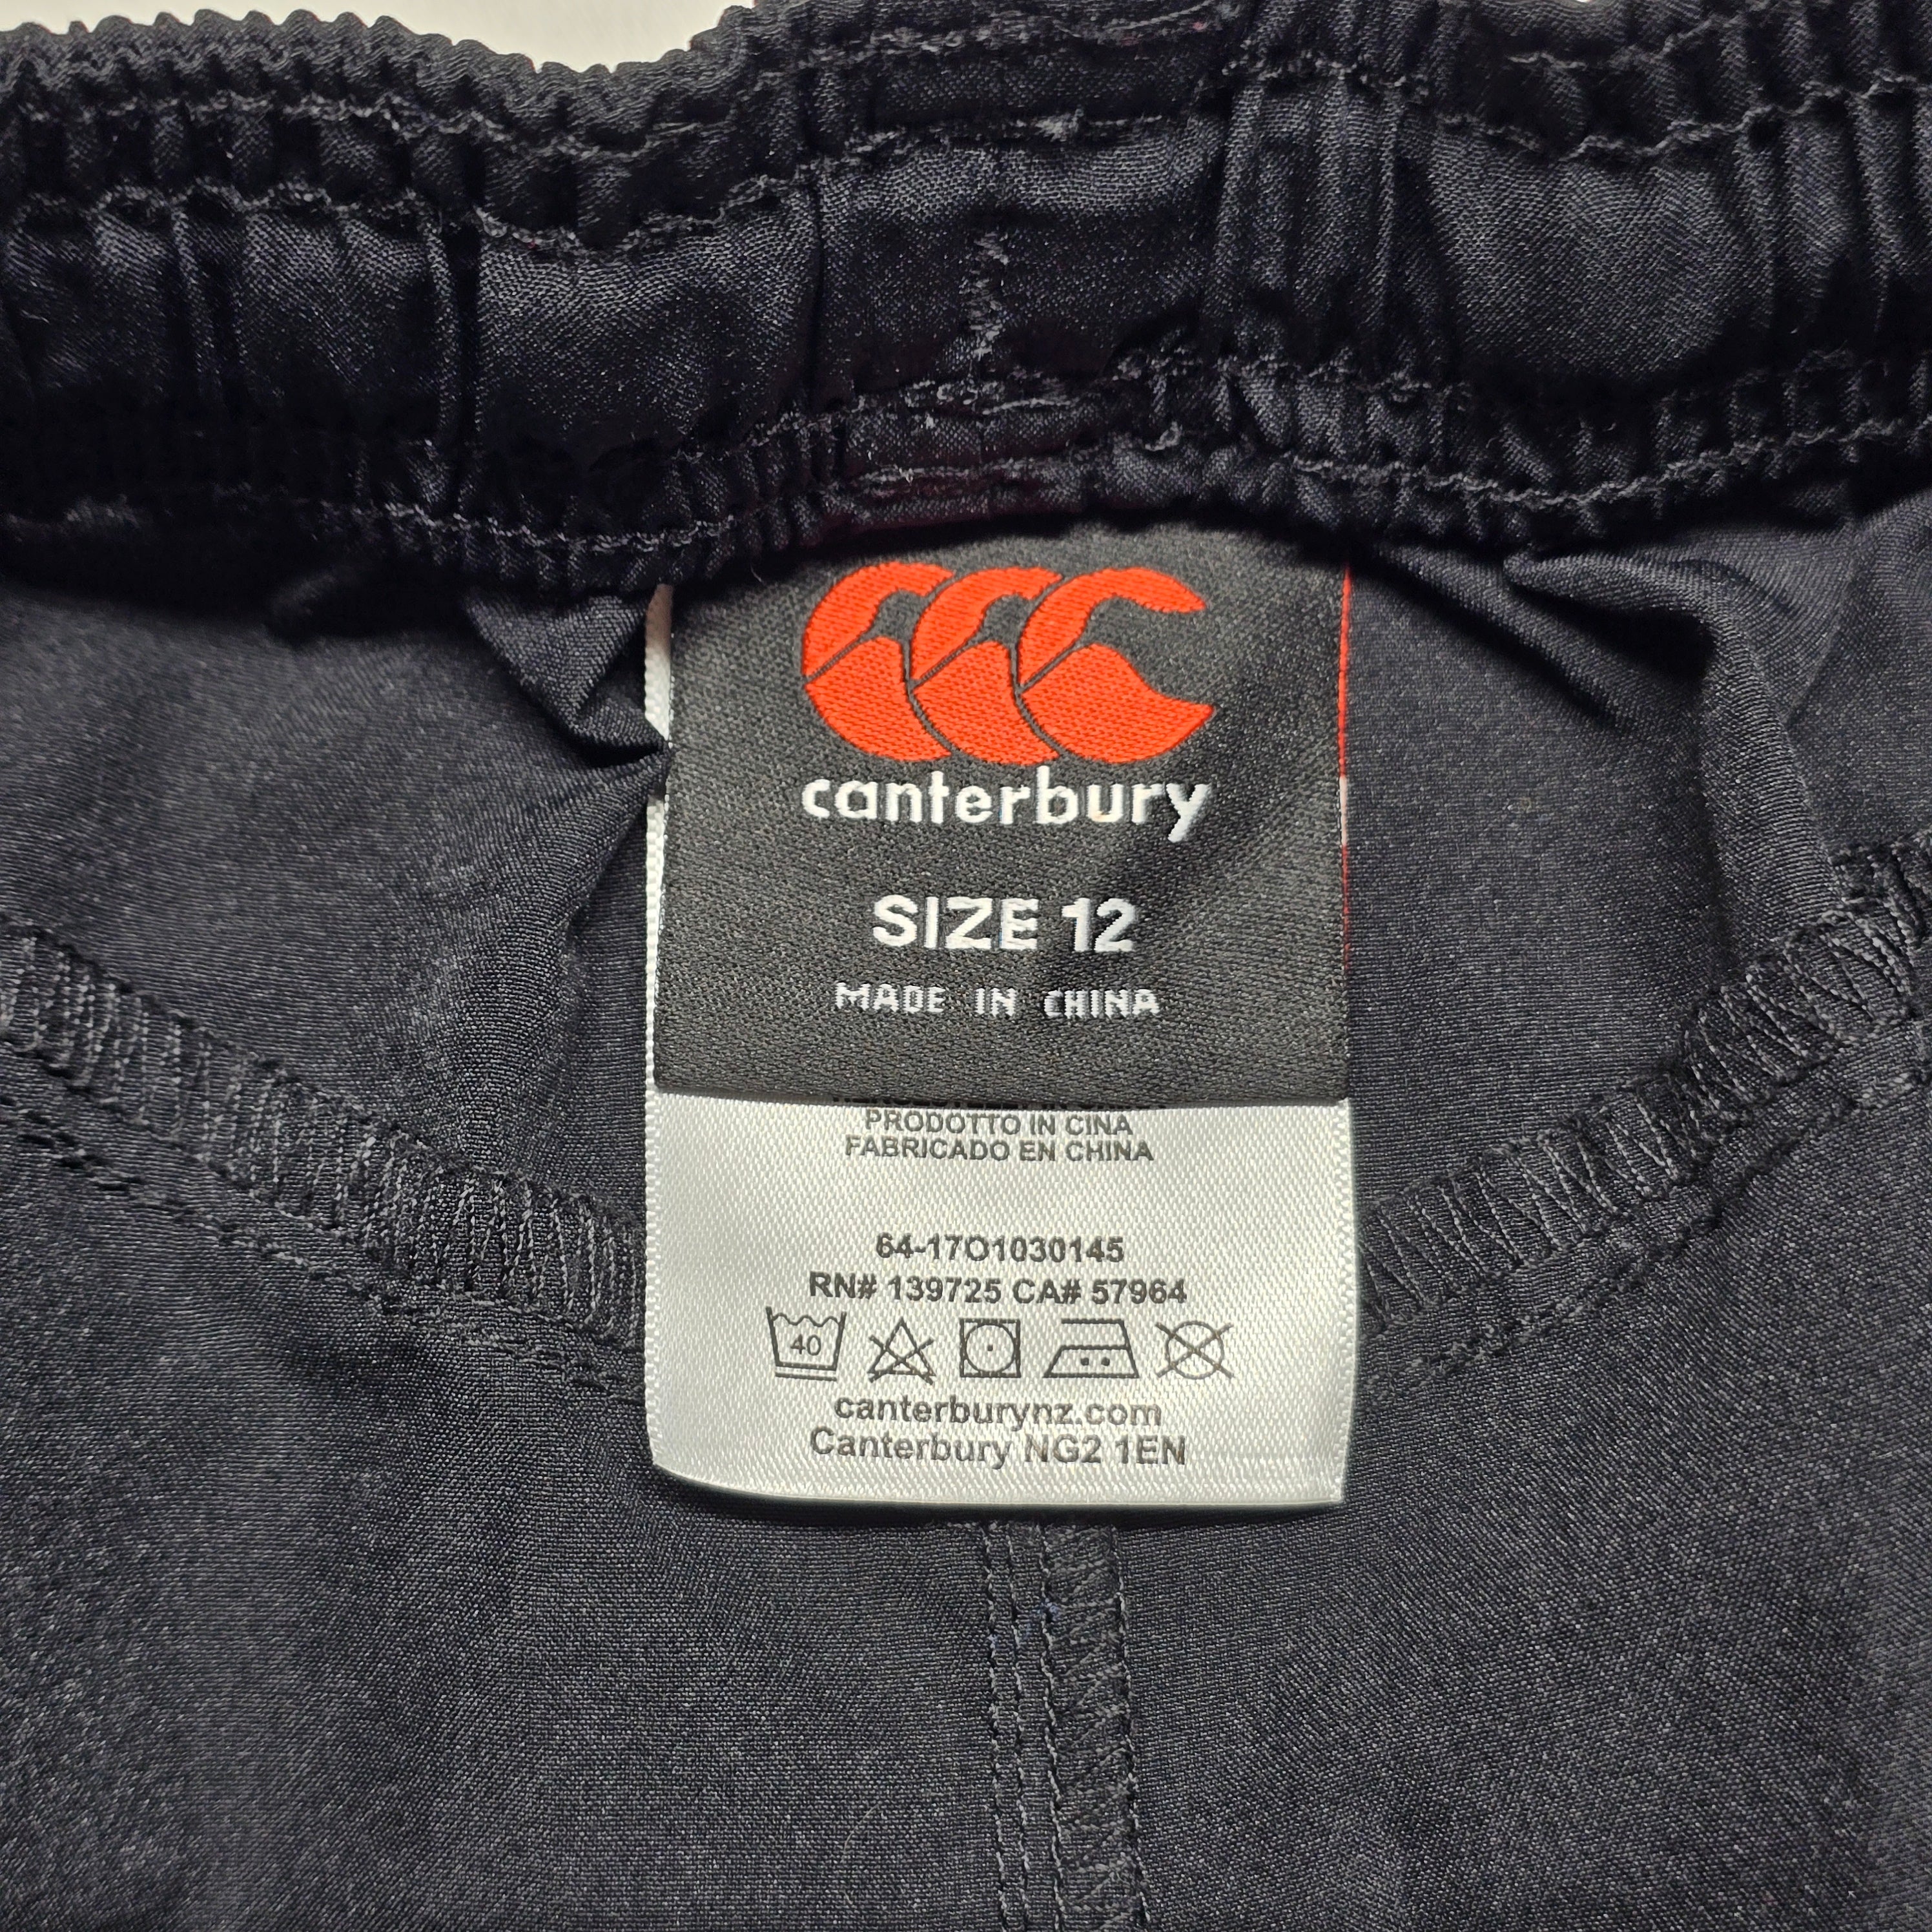 canterbury
SIZE 12
MADE IN CHINA
PRODOTTO IN CINA
FABRICADO EN CHINA
64-17O1030145
RN# 139725 CA# 57964
40
canterburynz.com
Canterbury NG2 1EN